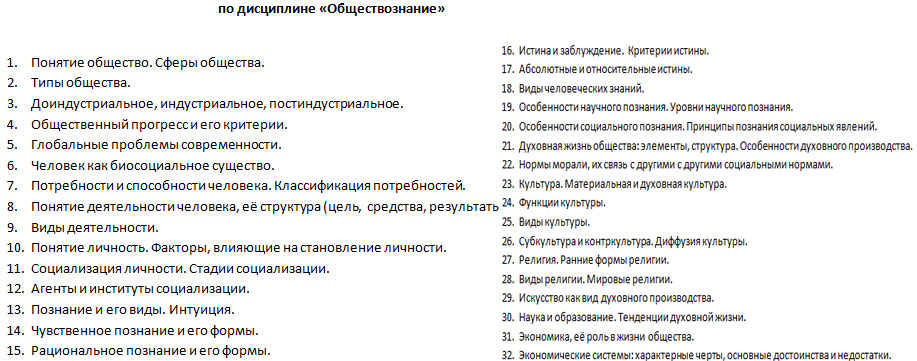 по дисциплине «Обществознание»
1. Понятие общество. Сферы общества.
2. Типы общества.
3. Доиндустриальное, индустриальное, постиндустриальное.
4. Общественный прогресс и его критерии.
5. Глобальные проблемы современности.
6. Человек как биосоциальное существо.
7. Потребности и способности человека. Классификация потребностей.
8. Понятие деятельности человека, её структура (цель, средства, результать
9. Виды деятельности.
10. Понятие личность. Факторы, влияющие на становление личности.
11. Социализация личности. Стадии социализации.
12. Агенты и институты социализации.
13. Познание и его виды. Интуиция.
14. Чувственное познание и его формы.
15. Рациональное познание и его формы.
16. Истина и заблуждение. Критерии истины.
17. Абсолютные и относительные истины.
18. Виды человеческих знаний.
19. Особенности научного познания. Уровни научного познания.
20. Особенности социального познания. Принципы познания социальных явлений.
21. Духовная жизнь общества: элементы, структура. Особенности духовного производства.
22. Нормы морали, их связь с другими с другими социальными нормами.
23. Культура. Материальная и духовная культура.
24. Функции культуры.
25. Виды культуры.
26. Субкультура и контркультура. Диффузия культуры.
27. Религия. Ранние формы религии.
28. Виды религии. Мировые религии.
29. Искусство как вид духовного производства.
30. Наука и образование. Тенденции духовной жизни.
31. Экономика, её роль в жизни общества.
32. Экономические системы: характерные черты, основные достоинства и недостатки.